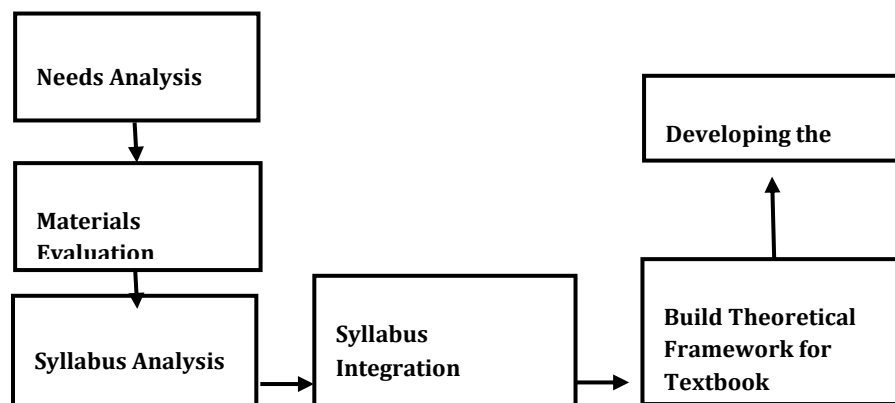 Needs Analysis
Materials
Evaluation
Syllabus Analysis
Syllabus
Integration
Build Theoretical
Framework for
Textbook
Developing the